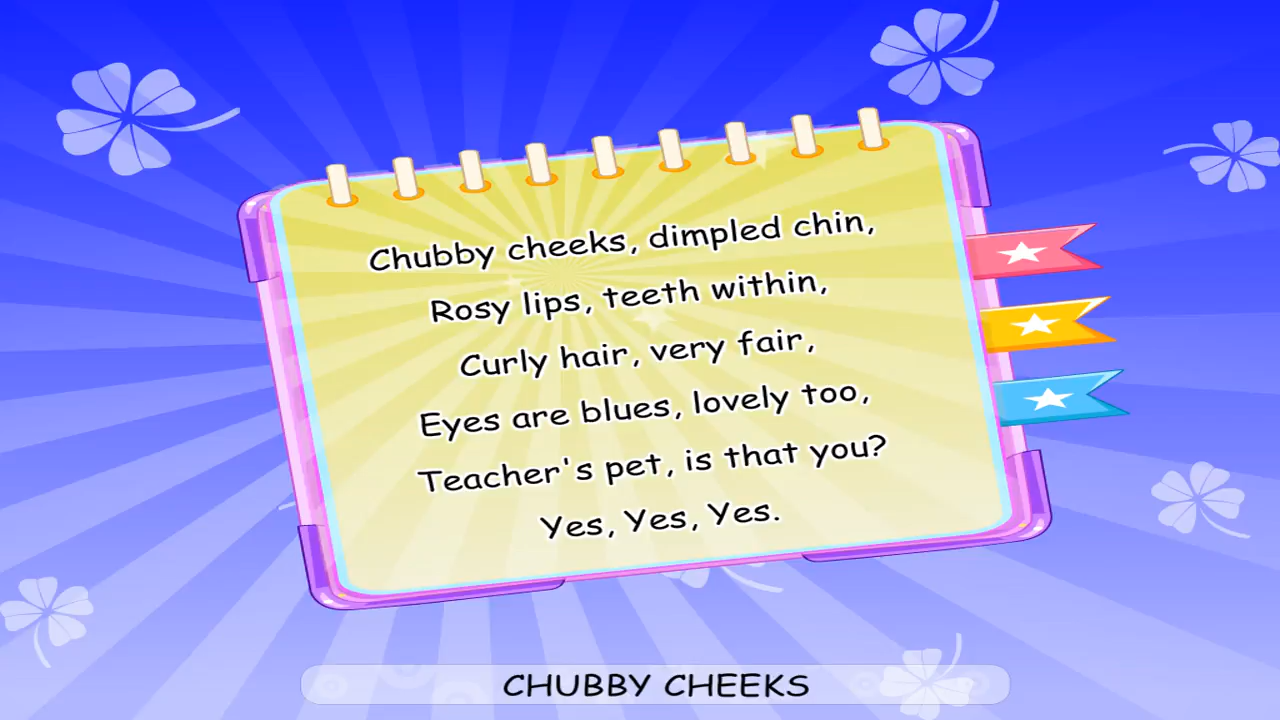 Chubby cheeks, dimpled chin,
Rosy lips, teeth within,
Curly hair, very fair,
Eyes are blues, lovely too,
Teacher's pet, is that you?
Yes, Yes, Yes.
CHUBBY CHEEKS